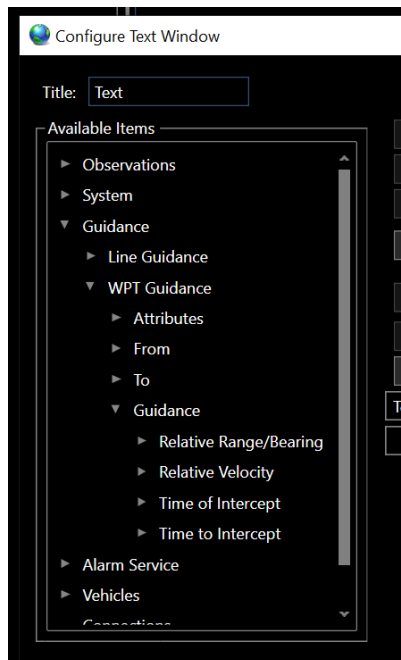 Configure Text Window
Title: Text
Available Items
Observations
System
Guidance
Line Guidance
WPT Guidance
Attributes
From
To
Guidance
Relative Range/Bearing
Relative Velocity
Time of Intercept
Time to Intercept
Alarm Service
Vehicles
Connections